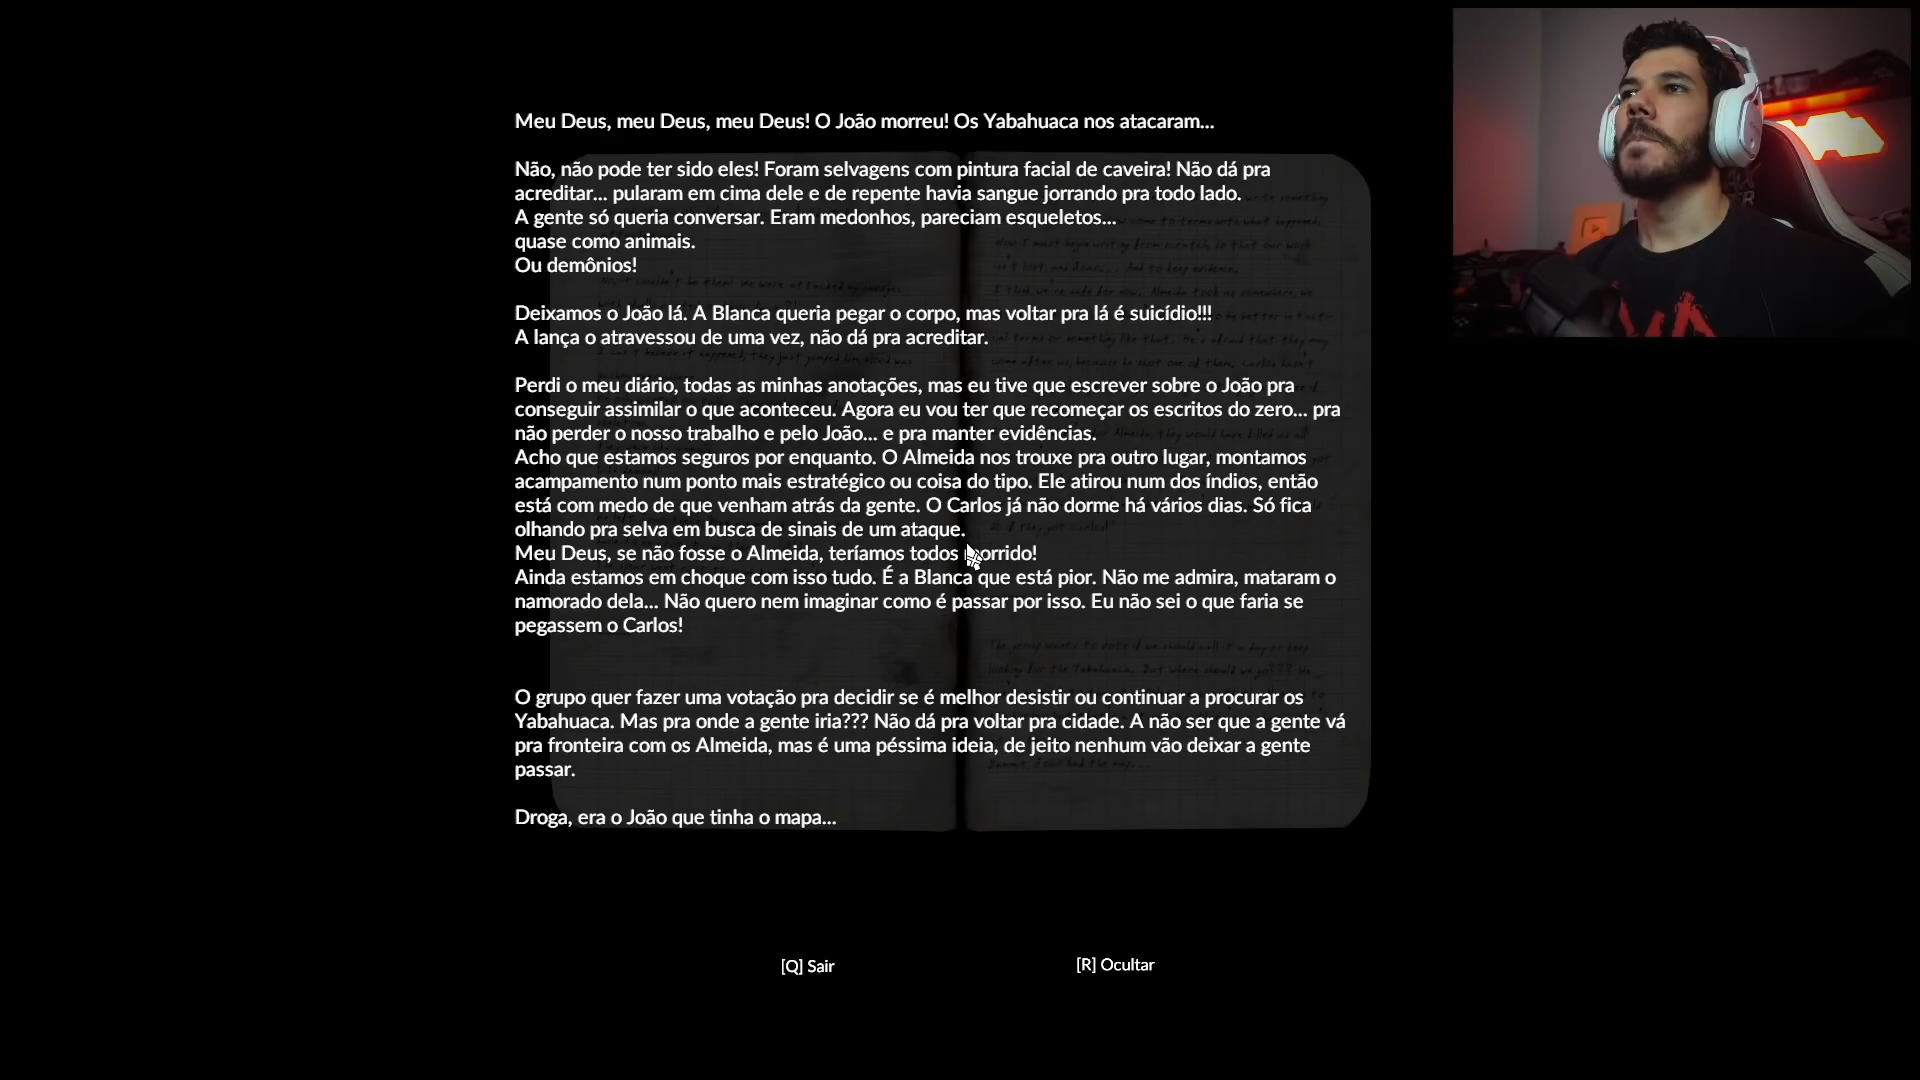 Meu Deus, meu Deus, meu Deus! O João morreu! Os Yabahuaca nos atacaram...
Não, não pode ter sido eles! Foram selvagens com pintura facial de caveira! Não dá pra
acreditar... pularam em cima dele e de repente havia sangue jorrando pra todo lado.
A gente só queria conversar. Eram medonhos, pareciam esqueletos...
quase como animais.
Ou demônios!
Deixamos o João lá. A Blanca queria pegar o corpo, mas voltar pra lá é suicídio!!!
A lança o atravessou de uma vez, não dá pra acreditar.
Perdi o meu diário, todas as minhas anotações, mas eu tive que escrever sobre o João pra
conseguir assimilar o que aconteceu. Agora eu vou ter que recomeçar os escritos do zero... pra
não perder o nosso trabalho e pelo João... e pra manter evidências.
Acho que estamos seguros por enquanto. O Almeida nos trouxe pra outro lugar, montamos
acampamento num ponto mais estratégico ou coisa do tipo. Ele atirou num dos índios, então
está com medo de que venham atrás da gente. O Carlos já não dorme há vários dias. Só fica
olhando pra selva em busca de sinais de um ataque.
Meu Deus, se não fosse o Almeida, teríamos todos morrido!
Ainda estamos em choque com isso tudo. É a Blanca que está pior. Não me admira, mataram o
namorado dela... Não quero nem imaginar como é passar por isso. Eu não sei o que faria se
pegassem o Carlos!
O grupo quer fazer uma votação pra decidir se é melhor desistir ou continuar a procurar os
Yabahuaca. Mas pra onde a gente iria??? Não dá pra voltar pra cidade. A não ser que a gente vá
pra fronteira com os Almeida, mas é uma péssima ideia, de jeito nenhum vão deixar a gente
passar.
Droga, era o João que tinha o mapa...
[Q] Sair
[R] Ocultar